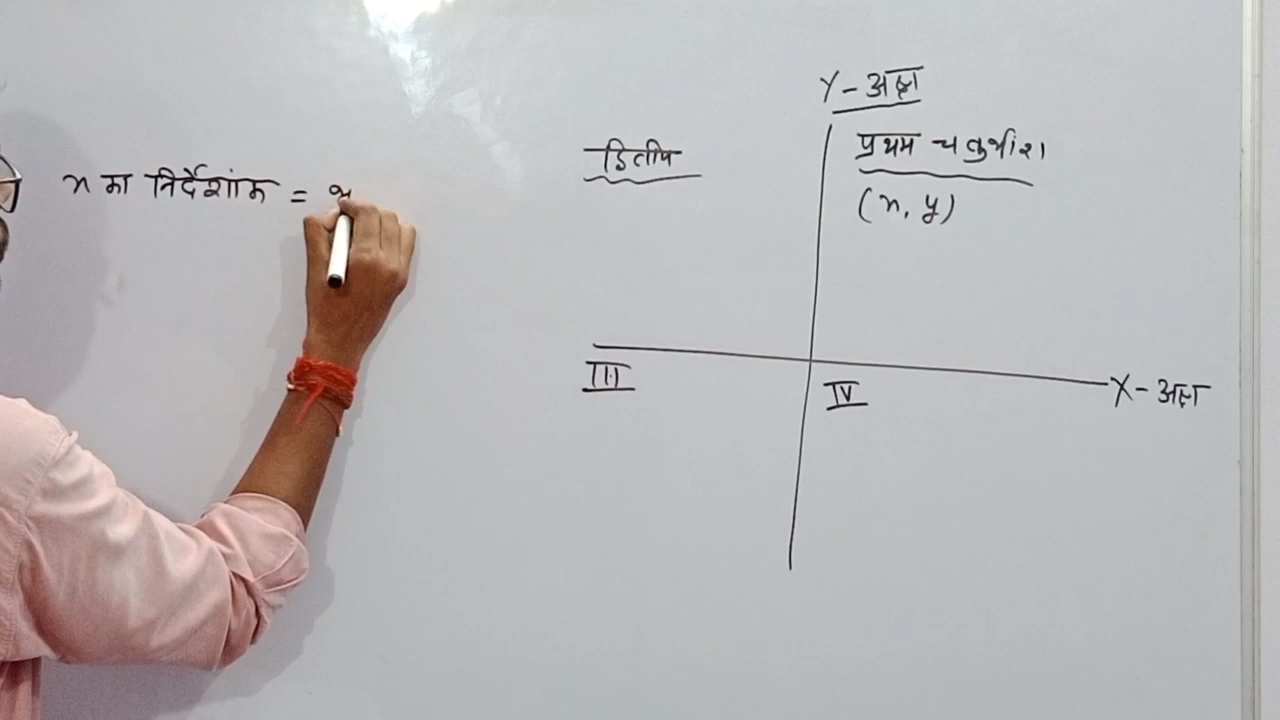 x का निर्देशांक =
Y-अक्ष
द्वितीय
प्रथम चतुर्थांश
(x, y)
III
IV
X-अक्ष